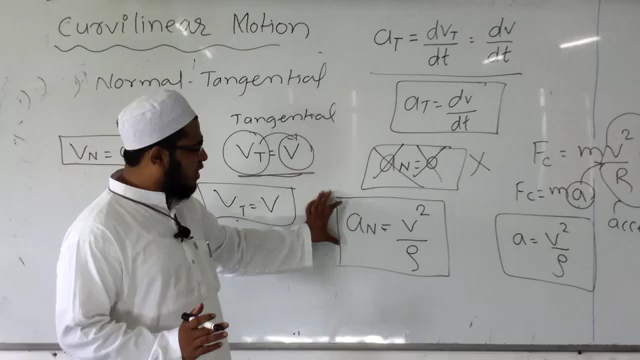 Curvilinear Motion
Normal-Tangential
Tangential
V_N =
V_T = V
V_T = V
a_T = dv_T/dt = dv/dt
a_T = dv/dt
a_N = 0 X
a_N = v²/ρ
F_c = mv²/R
F_c = ma
acc
a = v²/ρ